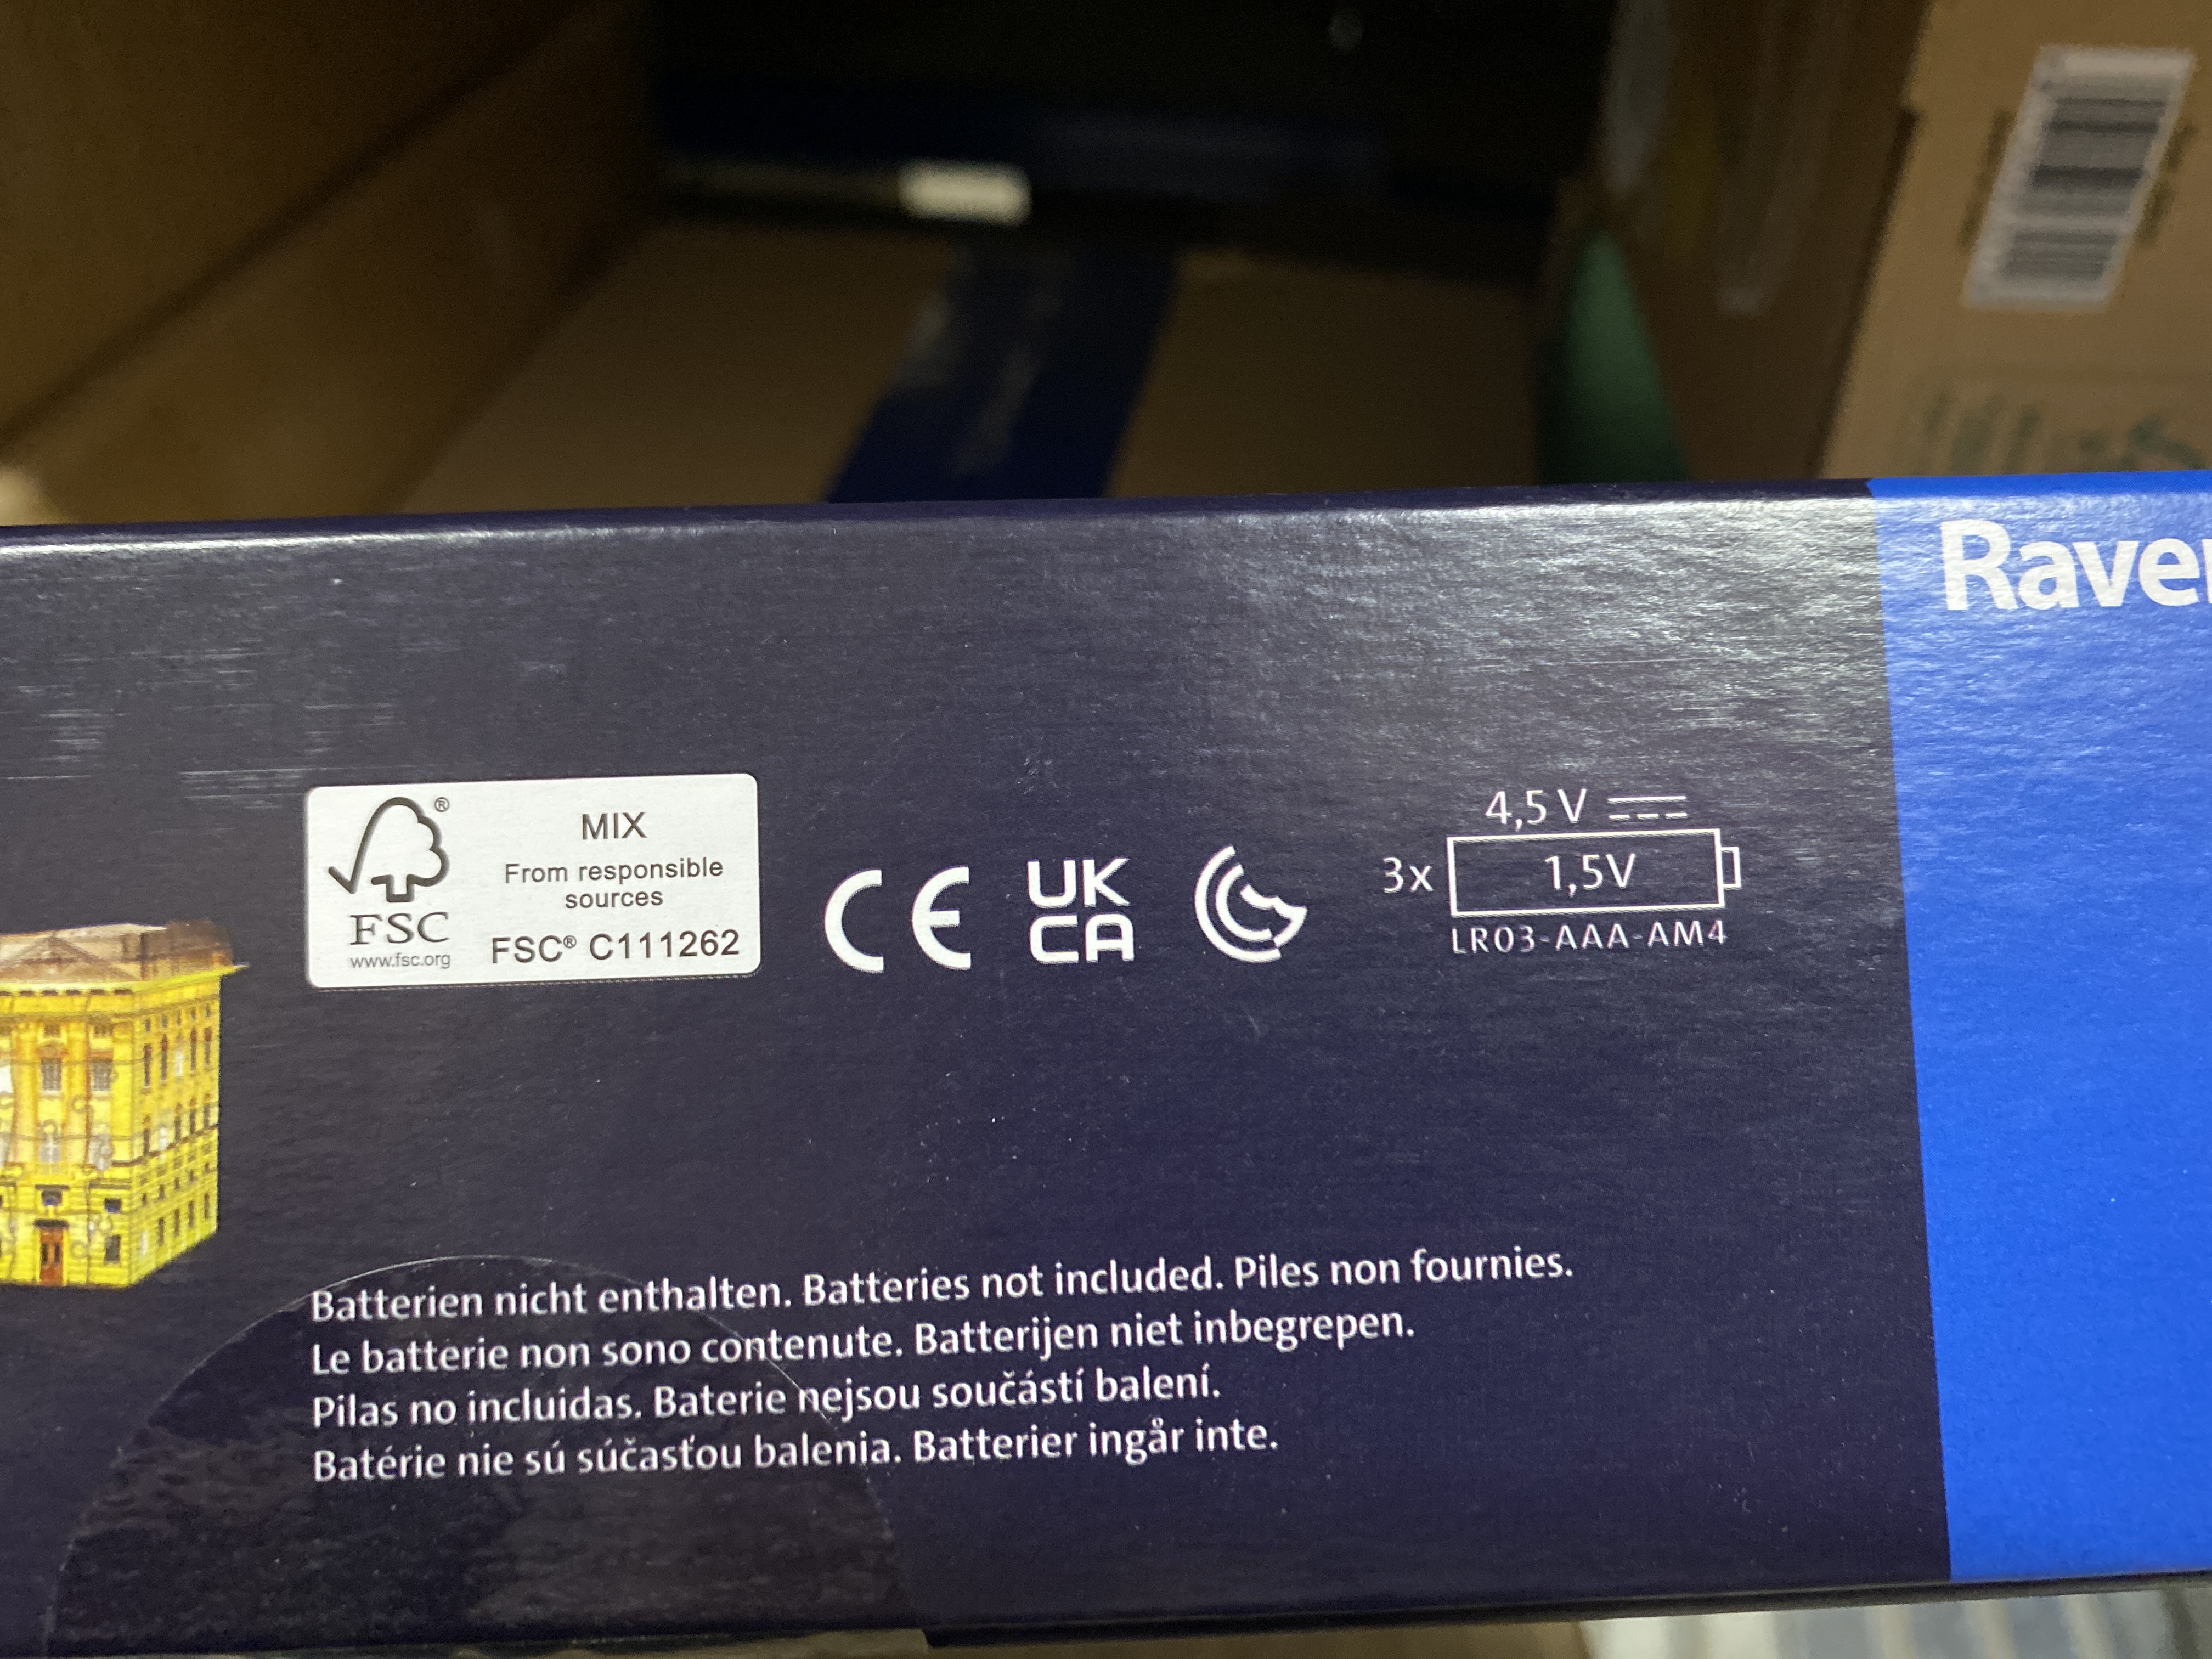 Raver
®
MIX
From responsible
sources
FSC
www.fsc.org
FSC® C111262
CE
UK
CA
4,5 V
3x
1,5V
LR03-AAA-AM4
Batterien nicht enthalten. Batteries not included. Piles non fournies.
Le batterie non sono contenute. Batterijen niet inbegrepen.
Pilas no incluidas. Baterie nejsou součástí balení.
Batérie nie sú súčasťou balenia. Batterier ingår inte.